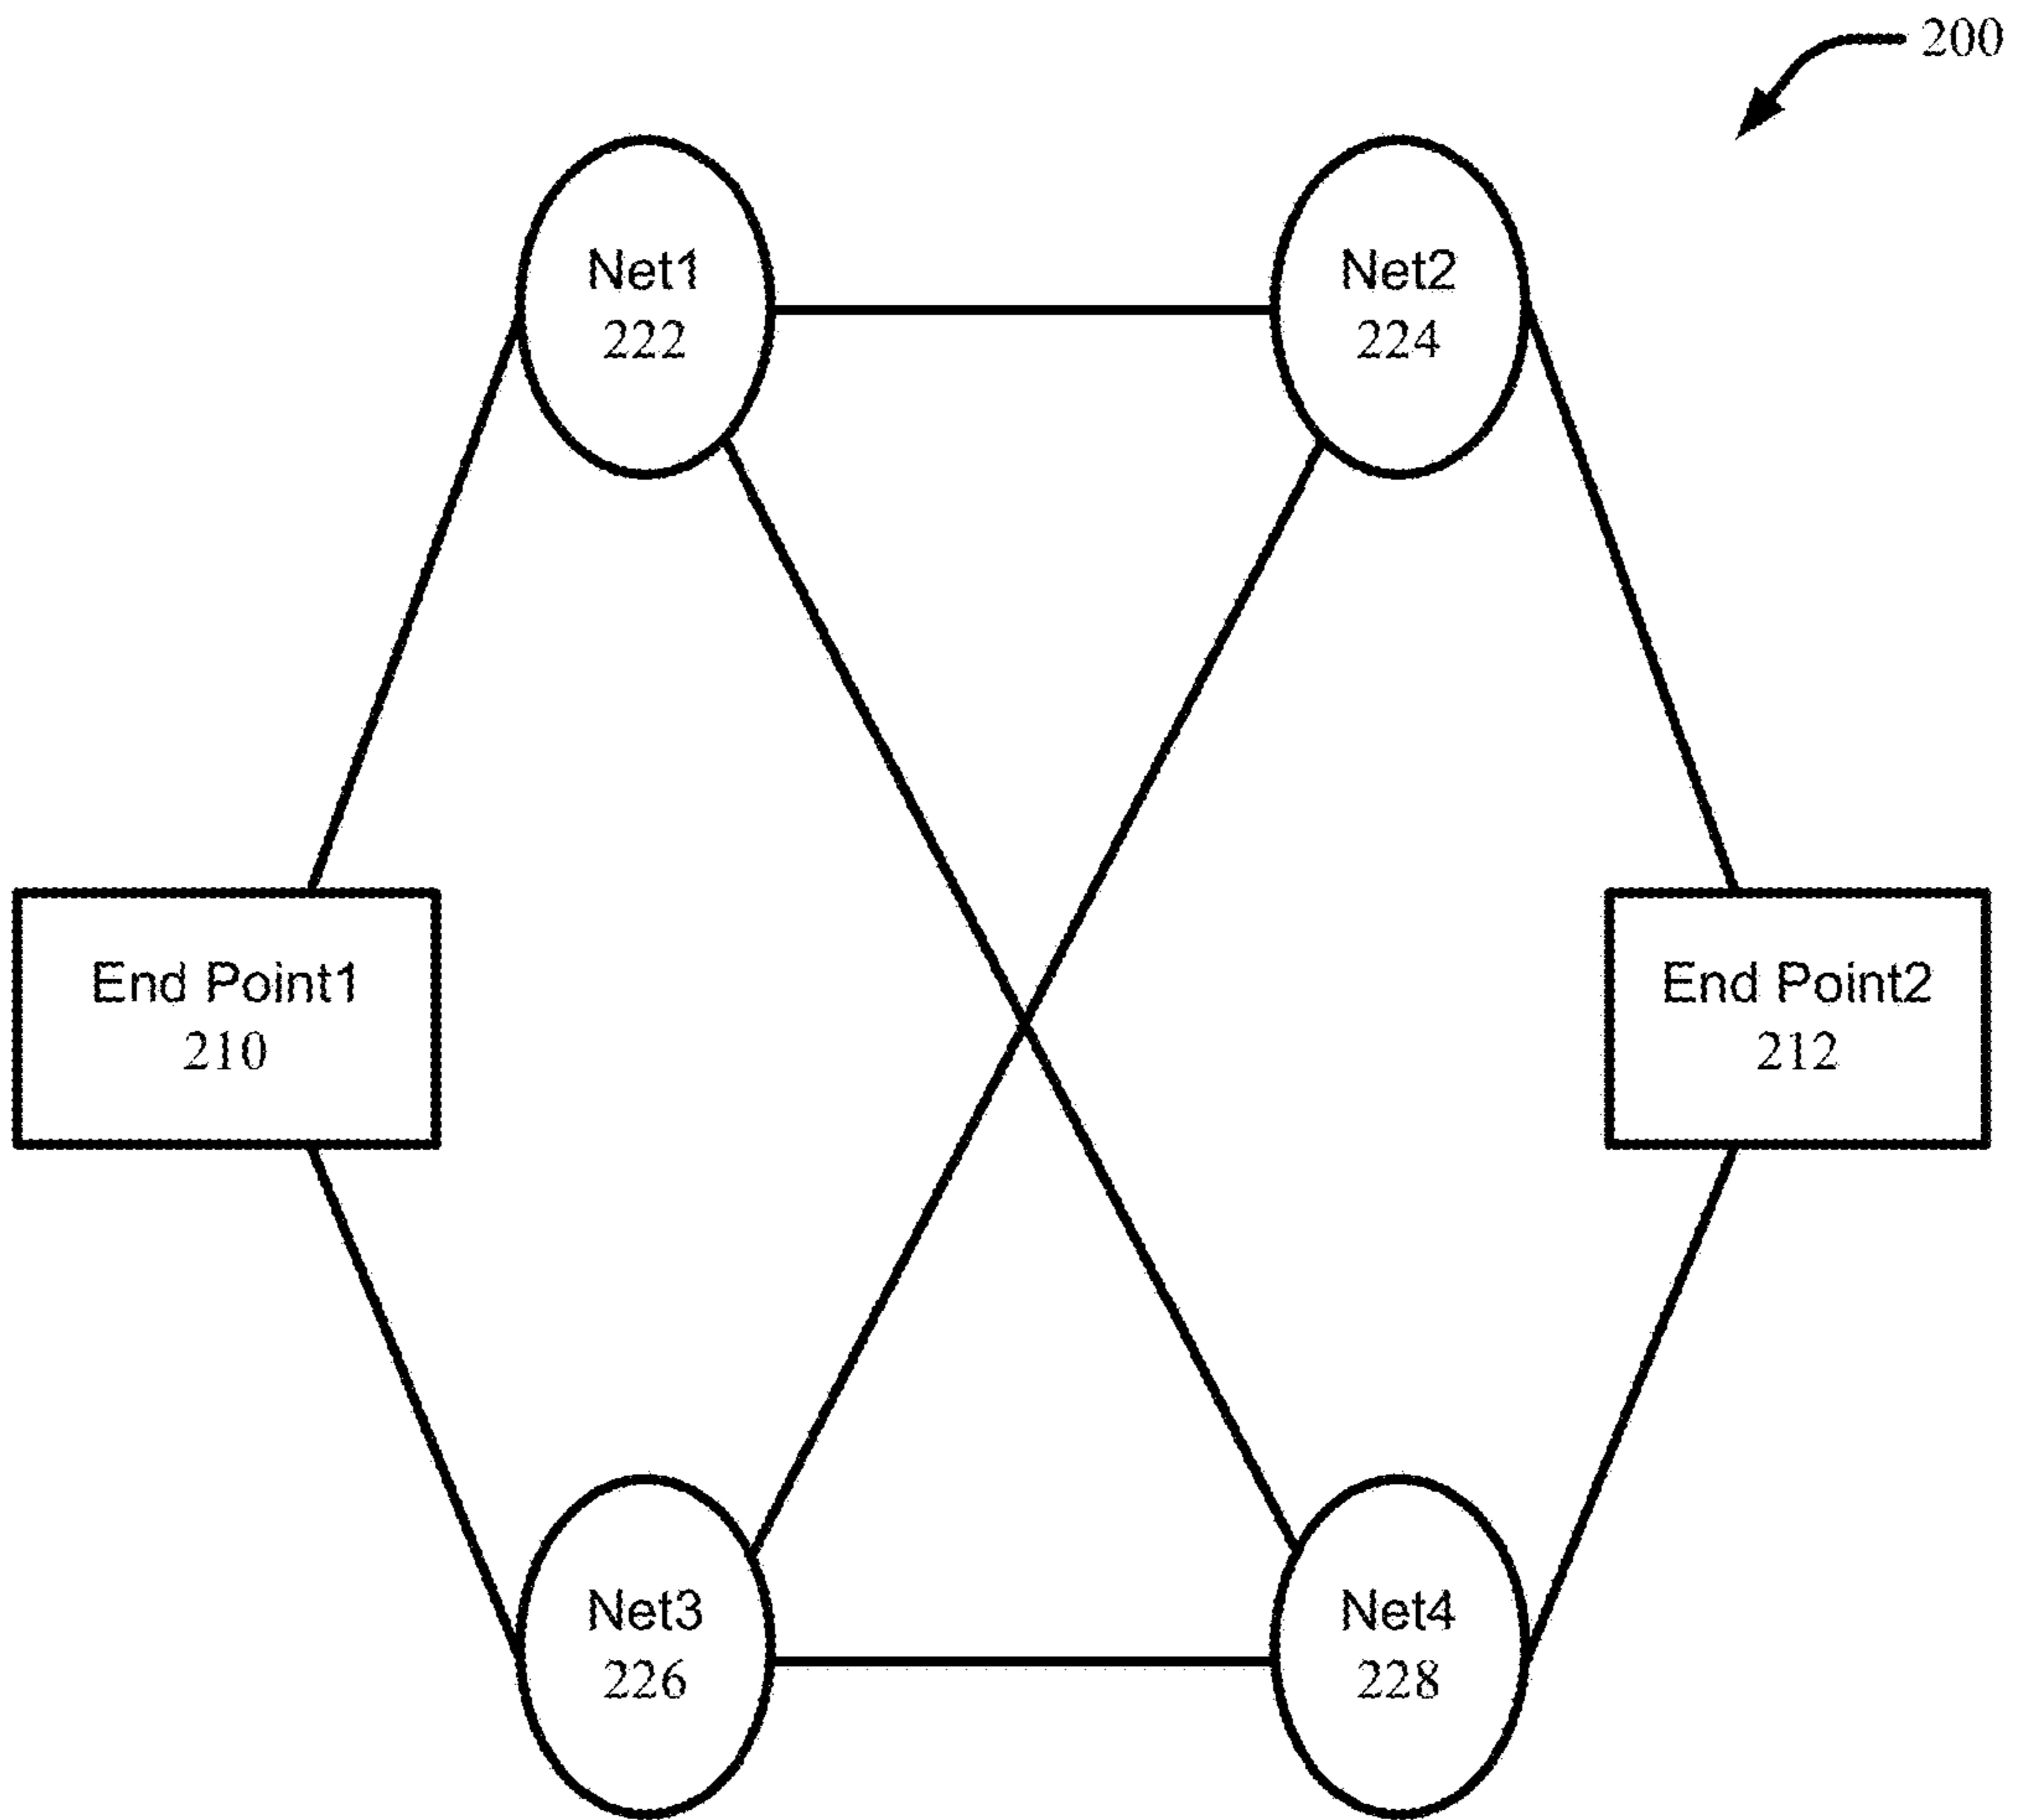 200
Net1
222
Net2
224
End Point1
210
End Point2
212
Net3
226
Net4
228